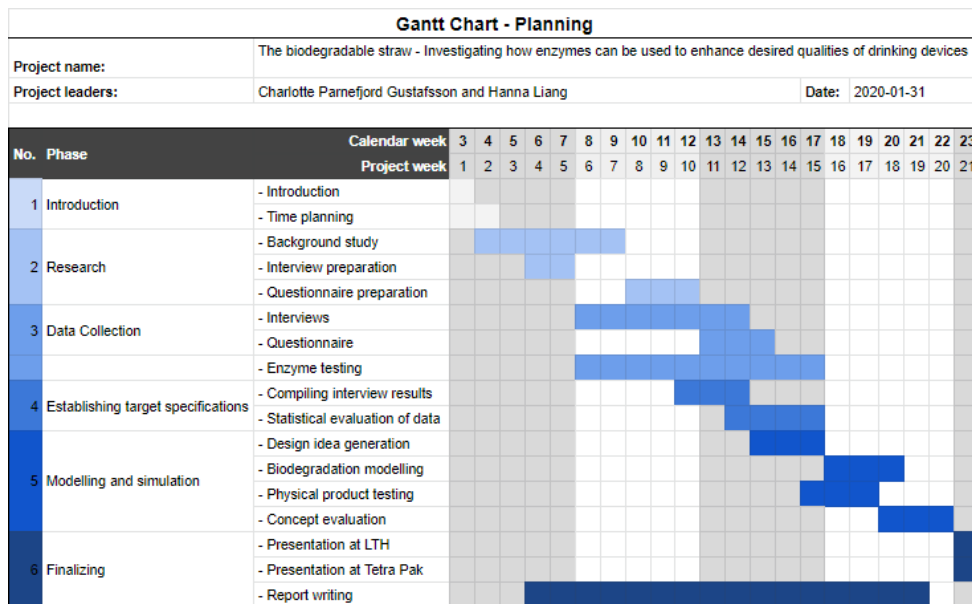 Gantt Chart - Planning
Project name: The biodegradable straw - Investigating how enzymes can be used to enhance desired qualities of drinking devices
Project leaders: Charlotte Parnefjord Gustafsson and Hanna Liang Date: 2020-01-31
No. Phase Calendar week 3 4 5 6 7 8 9 10 11 12 13 14 15 16 17 18 19 20 21 22 23
Project week 1 2 3 4 5 6 7 8 9 10 11 12 13 14 15 16 17 18 19 20 21
1 Introduction
- Introduction
- Time planning
2 Research
- Background study
- Interview preparation
- Questionnaire preparation
3 Data Collection
- Interviews
- Questionnaire
- Enzyme testing
4 Establishing target specifications
- Compiling interview results
- Statistical evaluation of data
5 Modelling and simulation
- Design idea generation
- Biodegradation modelling
- Physical product testing
- Concept evaluation
6 Finalizing
- Presentation at LTH
- Presentation at Tetra Pak
- Report writing